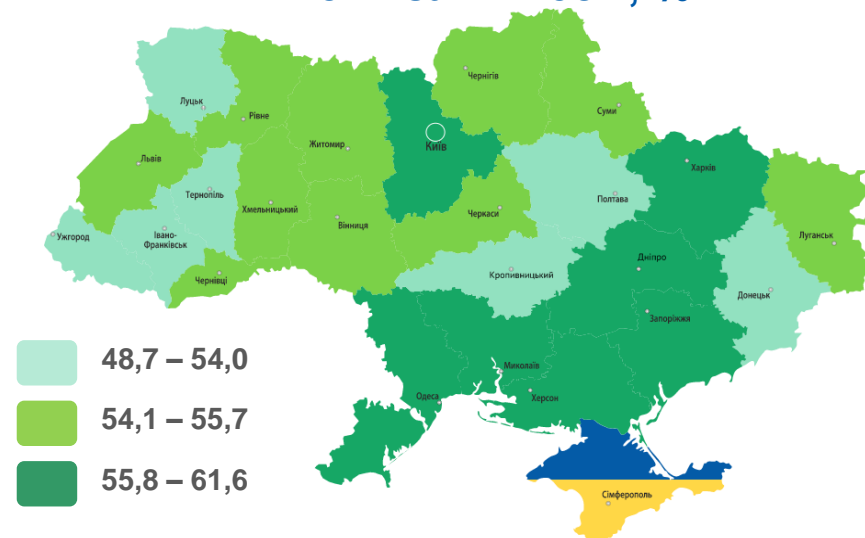 Чернігів
Луцьк
Суми
Рівне
Житомир
Київ
Львів
Харків
Тернопіль
Хмельницький
Полтава
Черкаси
Вінниця
Ужгород
Івано-
Франківськ
Луганськ
Дніпро
Чернівці
Кропивницький
Донецьк
Запоріжжя
48,7 – 54,0
Миколаїв
Одеса
Херсон
54,1 – 55,7
55,8 – 61,6
Сімферополь